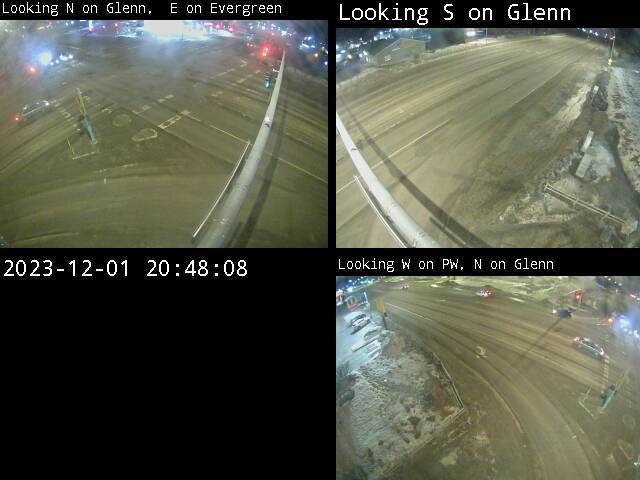 Looking N on Glenn, E on Evergreen
Looking S on Glenn
2023-12-01 20:48:08
Looking W on PW, N on Glenn